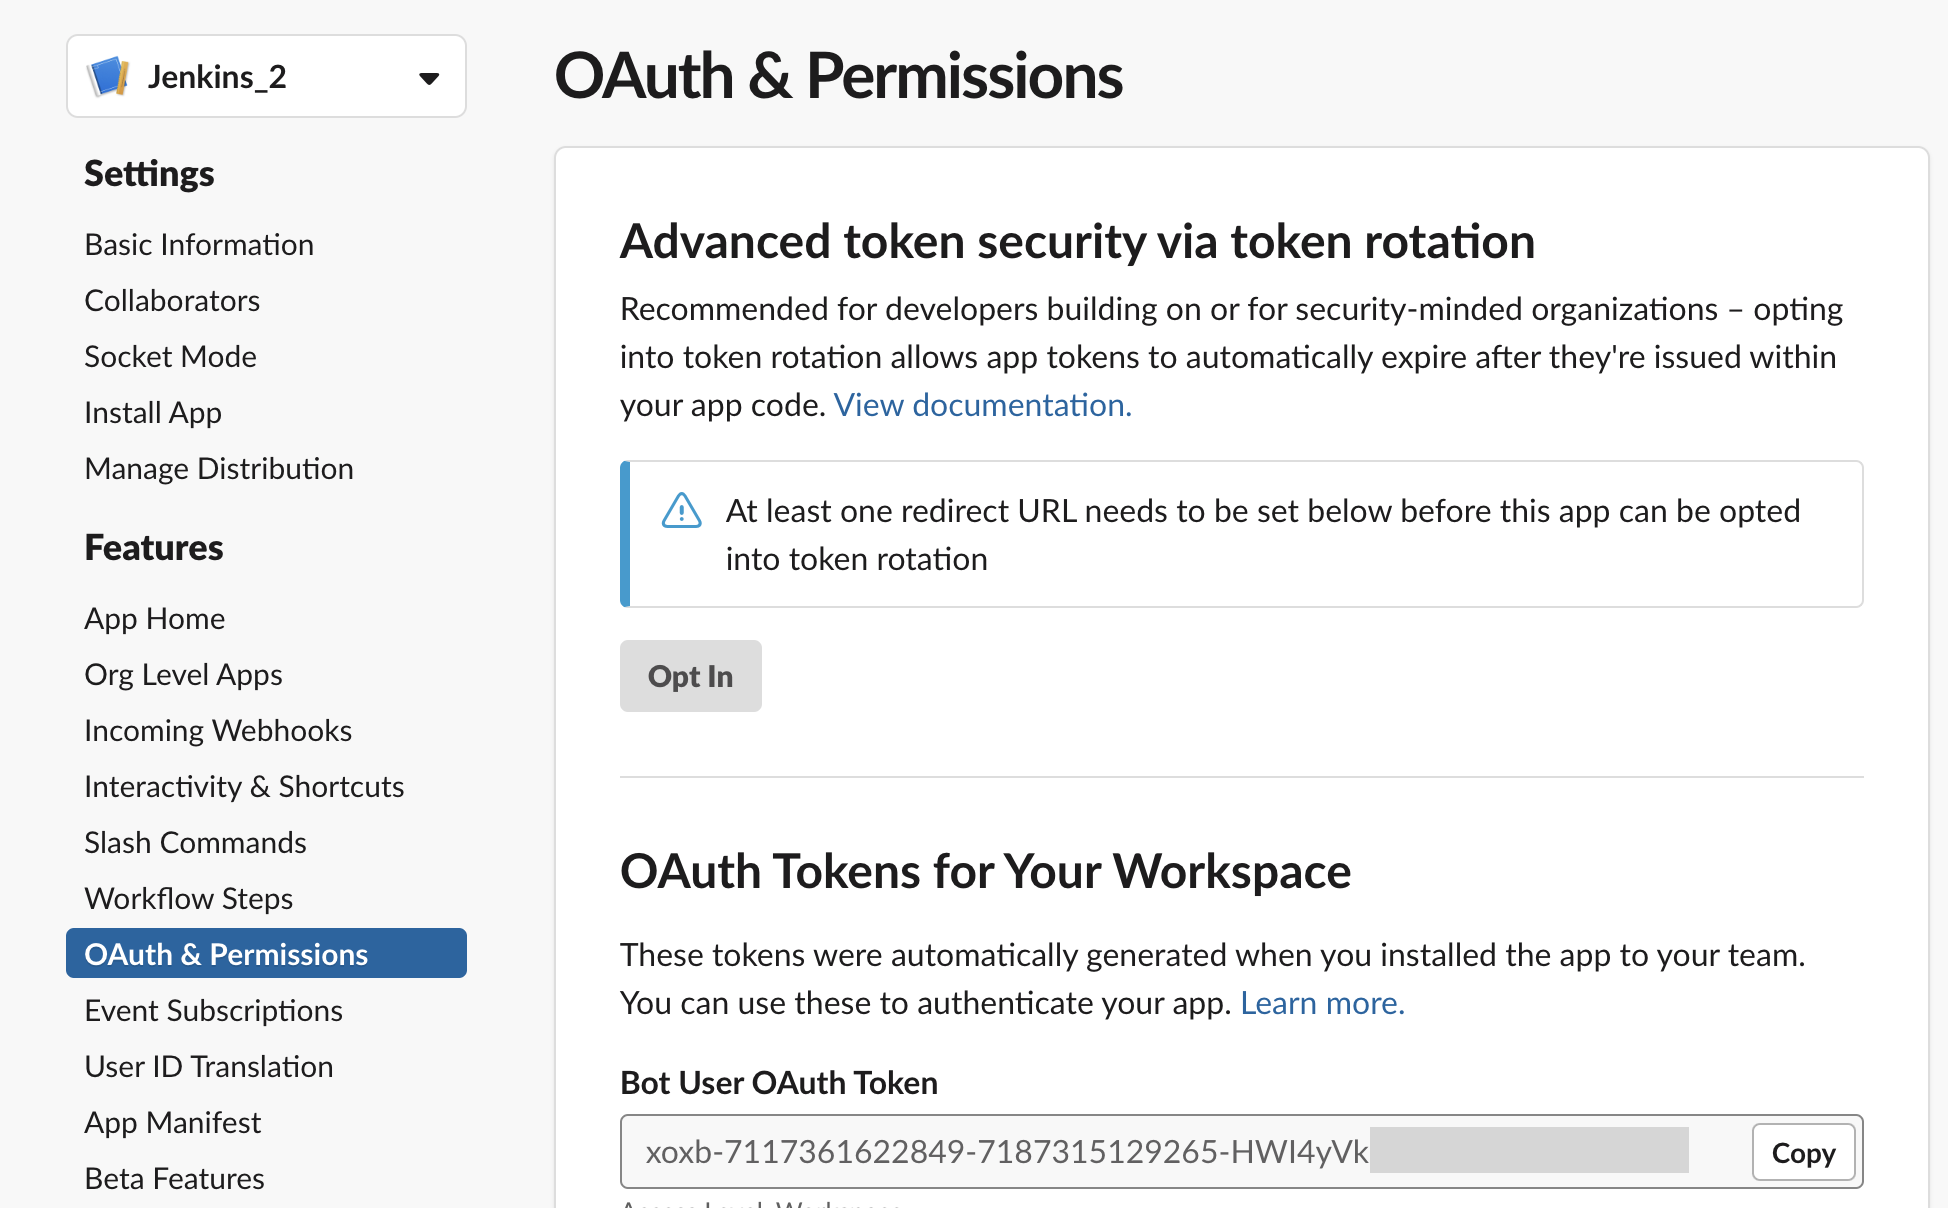 Jenkins_2
Settings
Basic Information
Collaborators
Socket Mode
Install App
Manage Distribution
Features
App Home
Org Level Apps
Incoming Webhooks
Interactivity & Shortcuts
Slash Commands
Workflow Steps
OAuth & Permissions
Event Subscriptions
User ID Translation
App Manifest
Beta Features
OAuth & Permissions
Advanced token security via token rotation
Recommended for developers building on or for security-minded organizations – opting
into token rotation allows app tokens to automatically expire after they're issued within
your app code. View documentation.
At least one redirect URL needs to be set below before this app can be opted
into token rotation
Opt In
OAuth Tokens for Your Workspace
These tokens were automatically generated when you installed the app to your team.
You can use these to authenticate your app. Learn more.
Bot User OAuth Token
xoxb-7117361622849-7187315129265-HWI4yVk
Copy